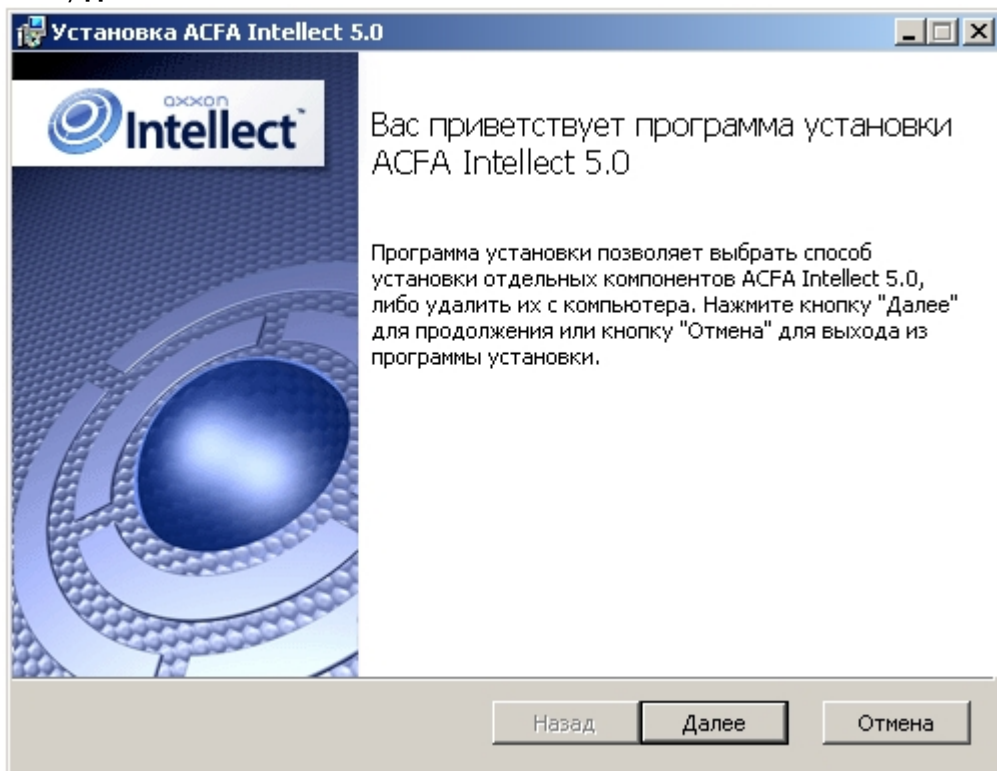 Установка ACFA Intellect 5.0
axxon
Intellect
Вас приветствует программа установки
ACFA Intellect 5.0
Программа установки позволяет выбрать способ
установки отдельных компонентов ACFA Intellect 5.0,
либо удалить их с компьютера. Нажмите кнопку "Далее"
для продолжения или кнопку "Отмена" для выхода из
программы установки.
Назад
Далее
Отмена